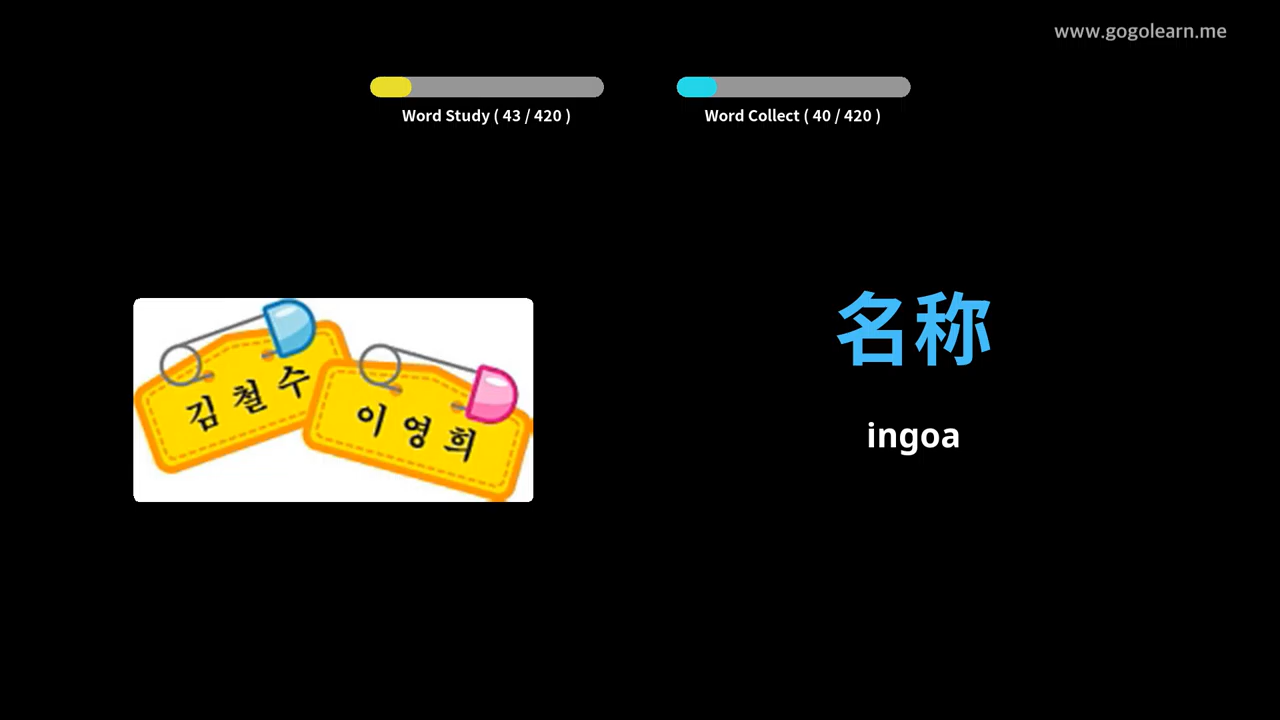 www.gogolearn.me
Word Study ( 43 / 420 )
Word Collect ( 40 / 420 )
김철수
이영희
名称
ingoa